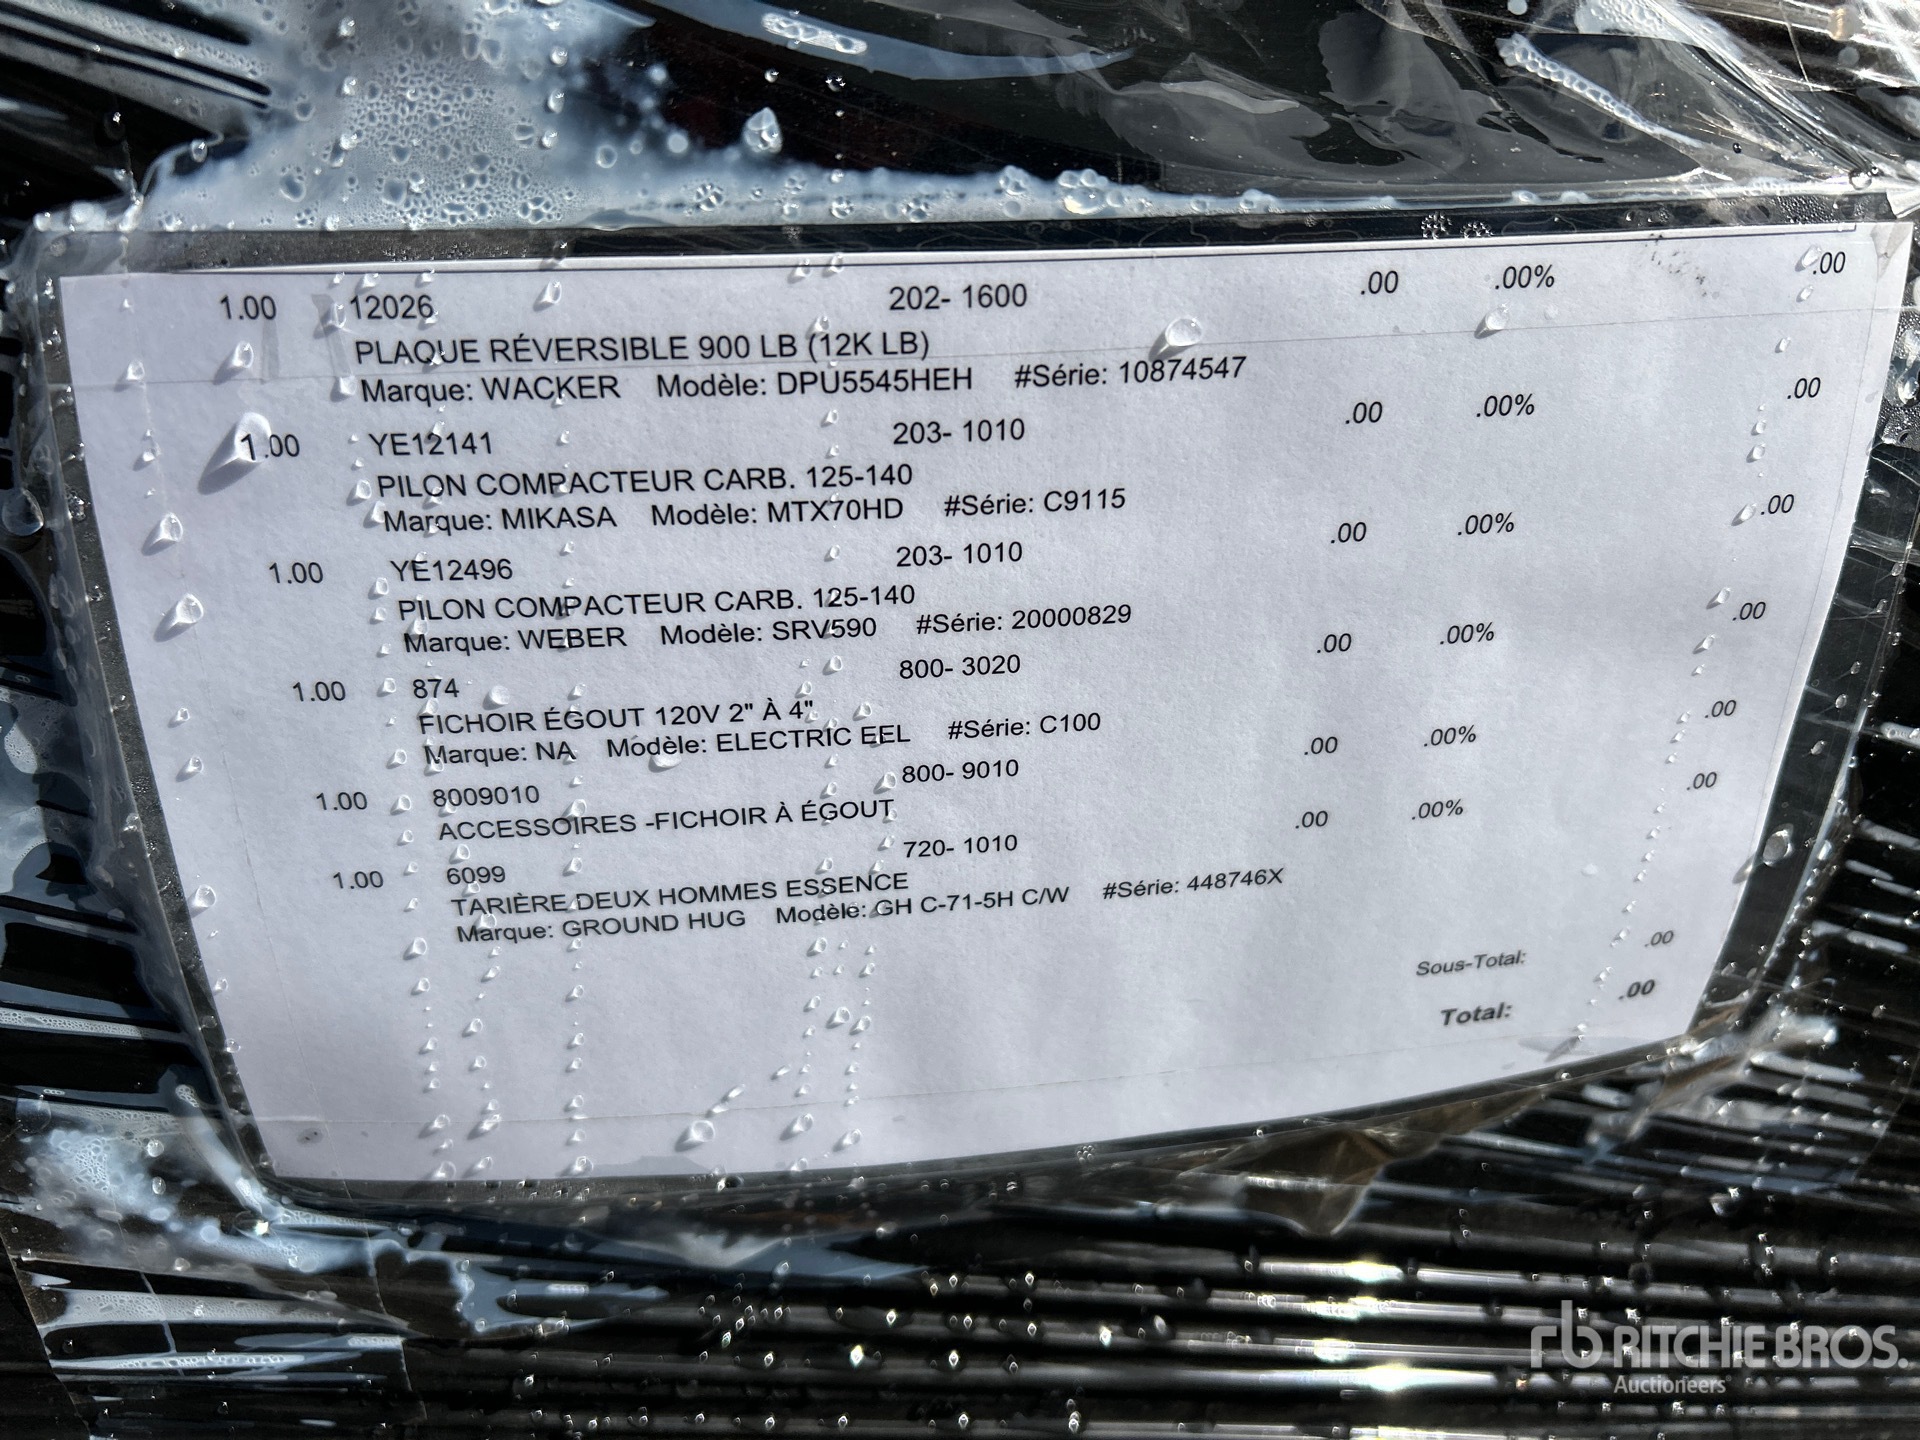 1.00 12026 202- 1600 .00 .00% .00
PLAQUE RÉVERSIBLE 900 LB (12K LB)
Marque: WACKER Modèle: DPU5545HEH #Série: 10874547
1.00 YE12141 203- 1010 .00 .00% .00
PILON COMPACTEUR CARB. 125-140
Marque: MIKASA Modèle: MTX70HD #Série: C9115
1.00 YE12496 203- 1010 .00 .00% .00
PILON COMPACTEUR CARB. 125-140
Marque: WEBER Modèle: SRV590 #Série: 20000829
1.00 874 800- 3020 .00 .00% .00
FICHOIR ÉGOUT 120V 2" À 4"
Marque: NA Modèle: ELECTRIC EEL #Série: C100
1.00 8009010 800- 9010 .00 .00% .00
ACCESSOIRES -FICHOIR À ÉGOUT
1.00 6099 720- 1010 .00 .00% .00
TARIÈRE DEUX HOMMES ESSENCE
Marque: GROUND HUG Modèle: GH C-71-5H C/W #Série: 448746X
Sous-Total: .00
Total: .00
rb RITCHIE BROS.
Auctioneers